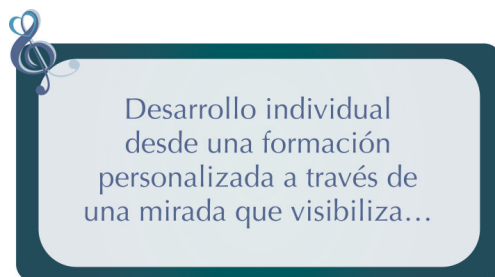 Desarrollo individual
desde una formación
personalizada a través de
una mirada que visibiliza…